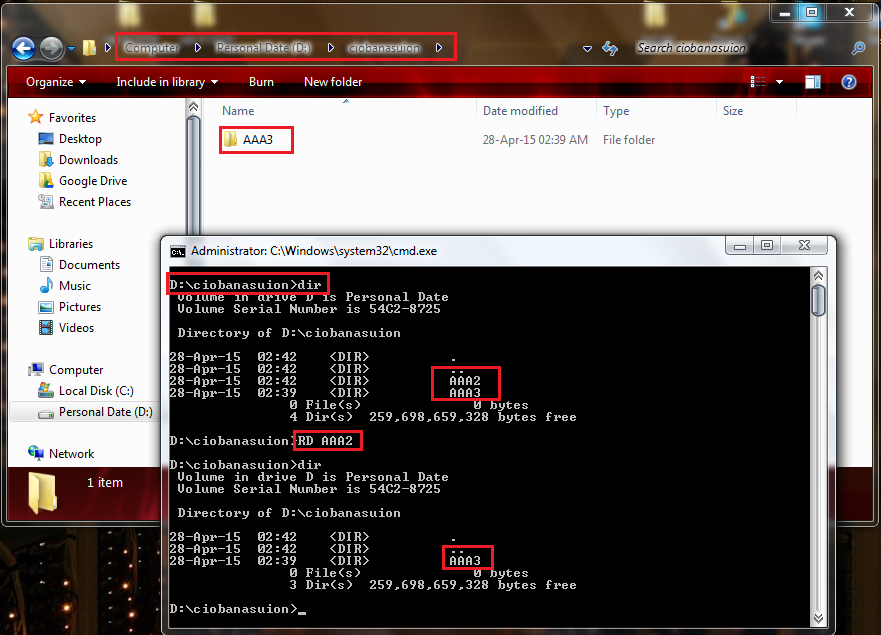 Computer Personal Date (D:) ciobanasuion Search ciobanasuion
Organize Include in library Burn New folder
Name Date modified Type Size
AAA3 28-Apr-15 02:39 AM File folder
Favorites
Desktop
Downloads
Google Drive
Recent Places
Libraries
Documents
Music
Pictures
Videos
Computer
Local Disk (C:)
Personal Date (D:)
Network
1 item
Administrator: C:\Windows\system32\cmd.exe
D:\ciobanasuion>dir
Volume in drive D is Personal Date
Volume Serial Number is 54C2-8725
Directory of D:\ciobanasuion
28-Apr-15 02:42 <DIR> .
28-Apr-15 02:42 <DIR> ..
28-Apr-15 02:42 <DIR> AAA2
28-Apr-15 02:39 <DIR> AAA3
0 File(s) 0 bytes
4 Dir(s) 259,698,659,328 bytes free
D:\ciobanasuion>RD AAA2
D:\ciobanasuion>dir
Volume in drive D is Personal Date
Volume Serial Number is 54C2-8725
Directory of D:\ciobanasuion
28-Apr-15 02:42 <DIR> .
28-Apr-15 02:42 <DIR> ..
28-Apr-15 02:39 <DIR> AAA3
0 File(s) 0 bytes
3 Dir(s) 259,698,659,328 bytes free
D:\ciobanasuion>_